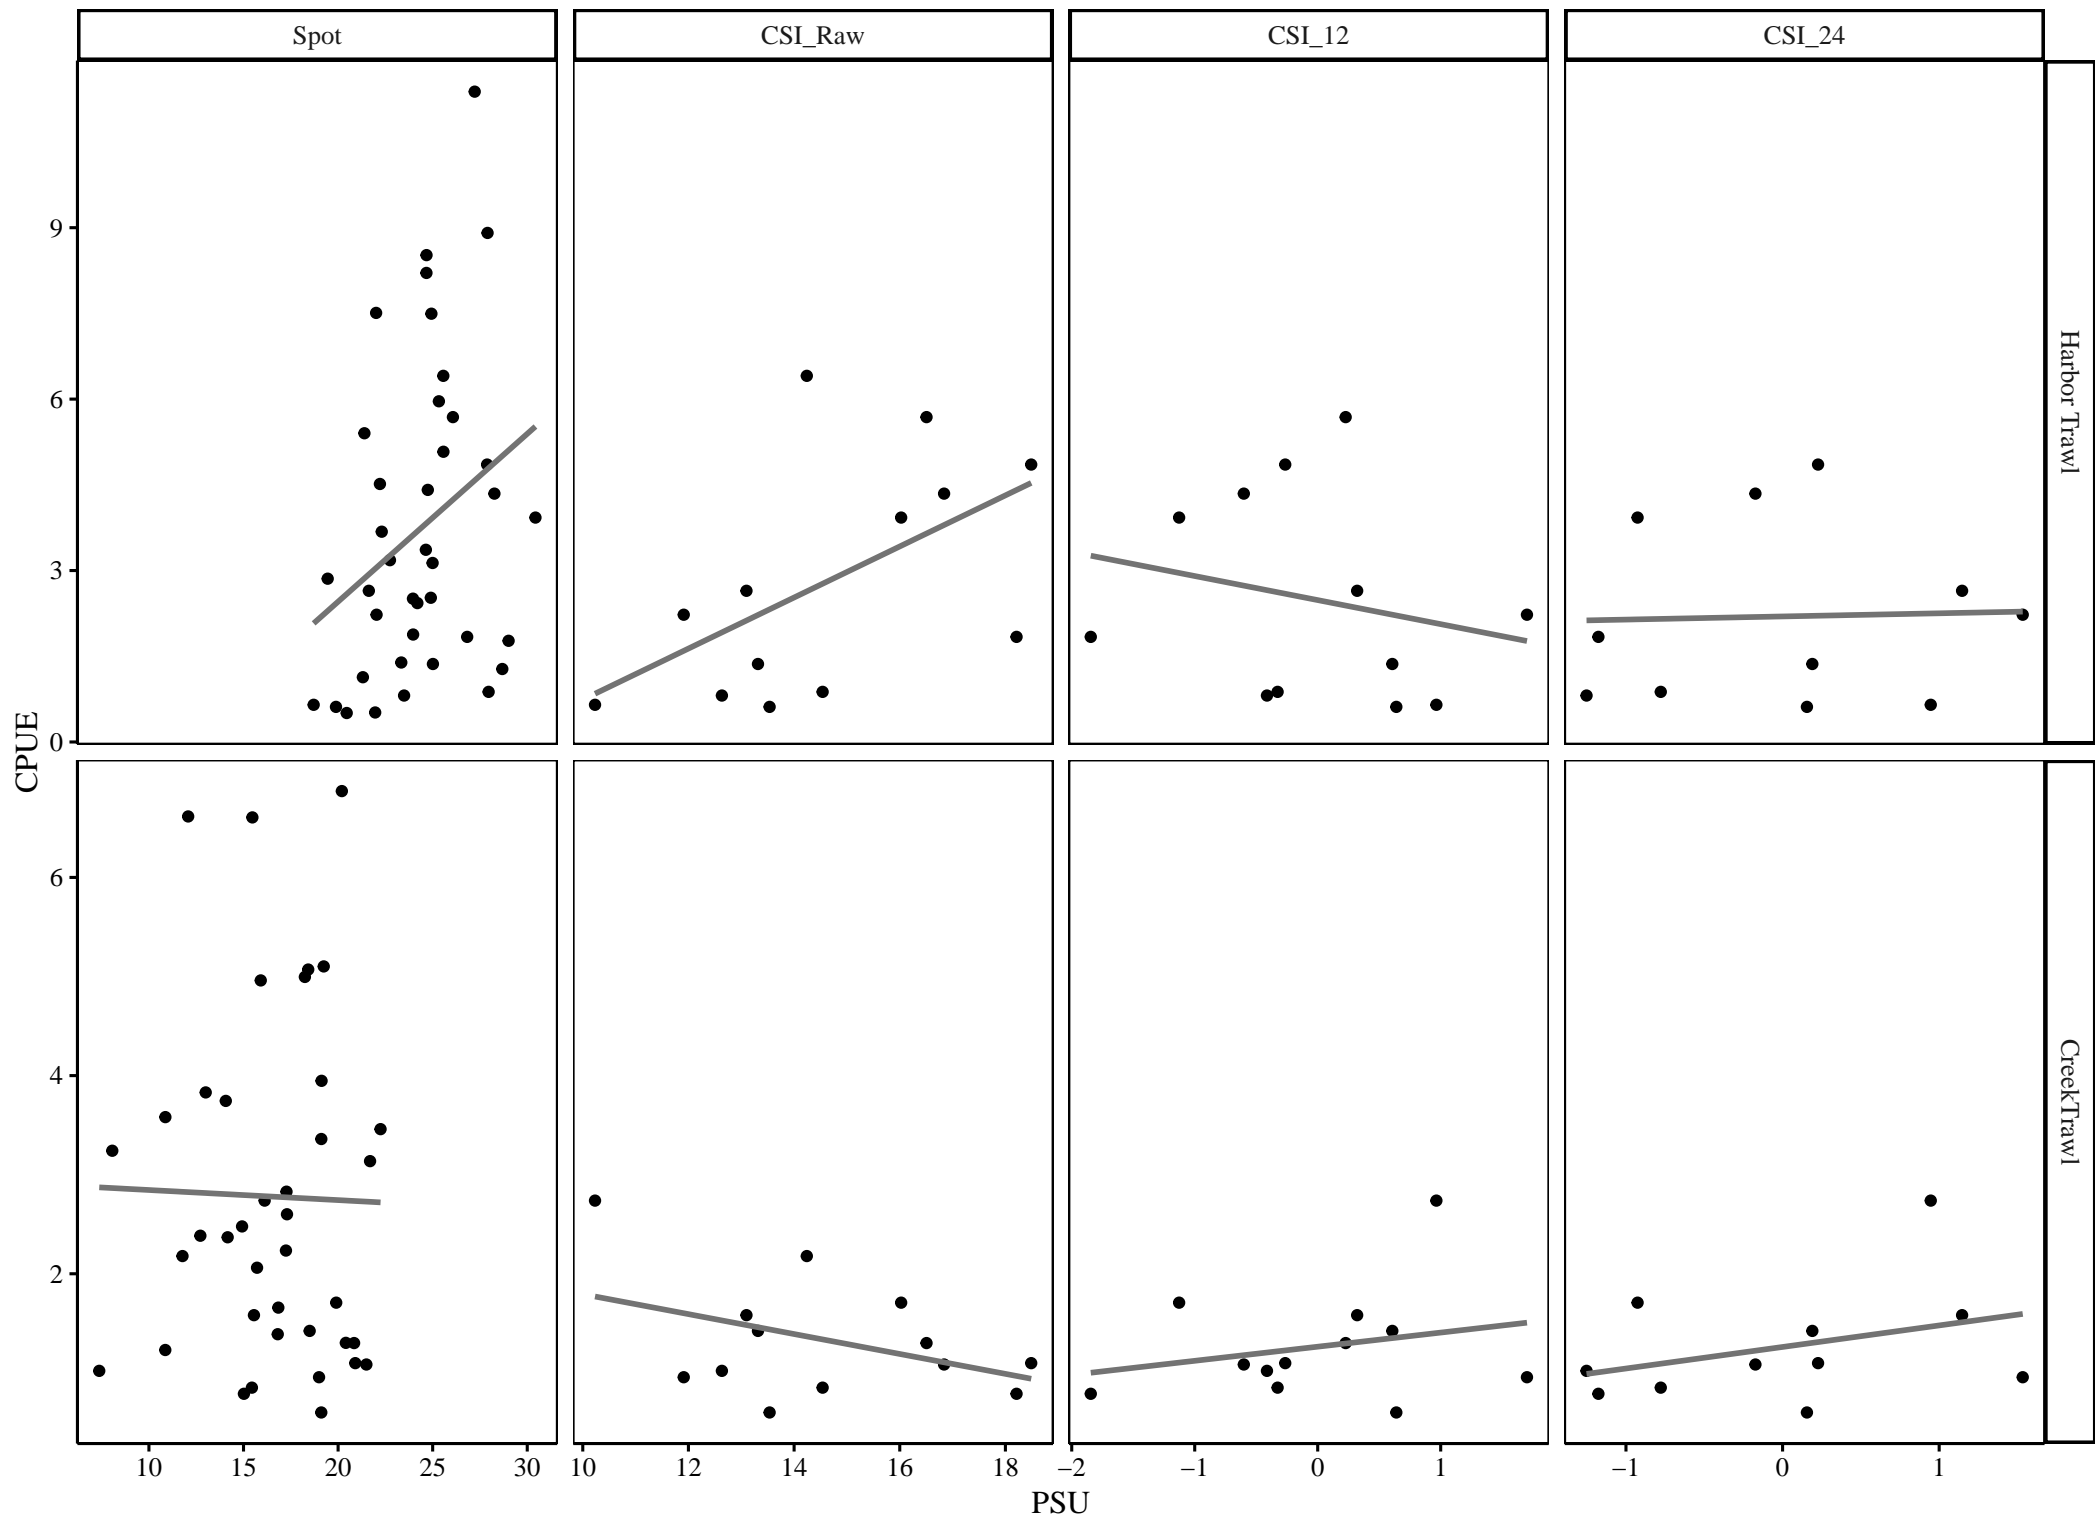 Spot CSI_Raw CSI_12 CSI_24
9
6
3
0
Harbor Trawl
CPUE
6
4
2
CreekTrawl
10 15 20 25 30 10 12 14 16 18 −2 −1 0 1 −1 0 1
PSU